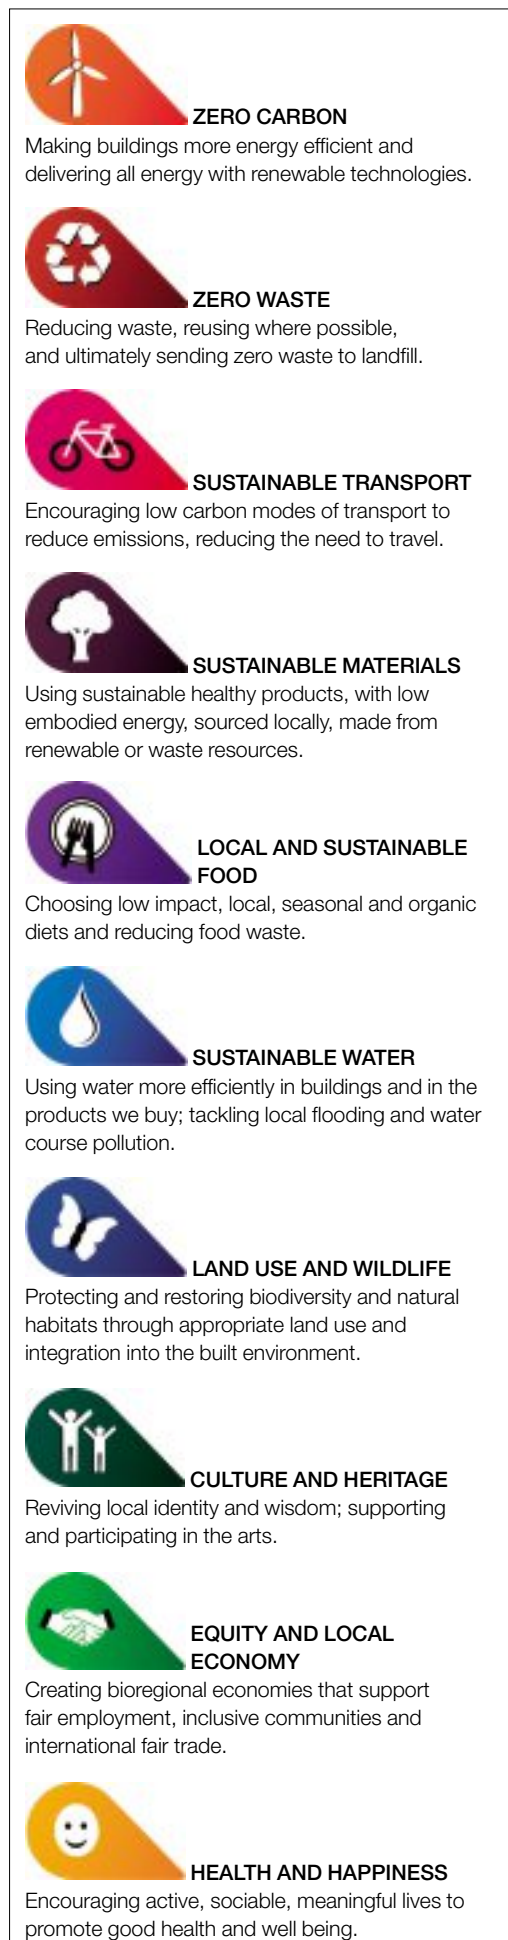 ZERO CARBON
Making buildings more energy efficient and
delivering all energy with renewable technologies.
ZERO WASTE
Reducing waste, reusing where possible,
and ultimately sending zero waste to landfill.
SUSTAINABLE TRANSPORT
Encouraging low carbon modes of transport to
reduce emissions, reducing the need to travel.
SUSTAINABLE MATERIALS
Using sustainable healthy products, with low
embodied energy, sourced locally, made from
renewable or waste resources.
LOCAL AND SUSTAINABLE
FOOD
Choosing low impact, local, seasonal and organic
diets and reducing food waste.
SUSTAINABLE WATER
Using water more efficiently in buildings and in the
products we buy; tackling local flooding and water
course pollution.
LAND USE AND WILDLIFE
Protecting and restoring biodiversity and natural
habitats through appropriate land use and
integration into the built environment.
CULTURE AND HERITAGE
Reviving local identity and wisdom; supporting
and participating in the arts.
EQUITY AND LOCAL
ECONOMY
Creating bioregional economies that support
fair employment, inclusive communities and
international fair trade.
HEALTH AND HAPPINESS
Encouraging active, sociable, meaningful lives to
promote good health and well being.